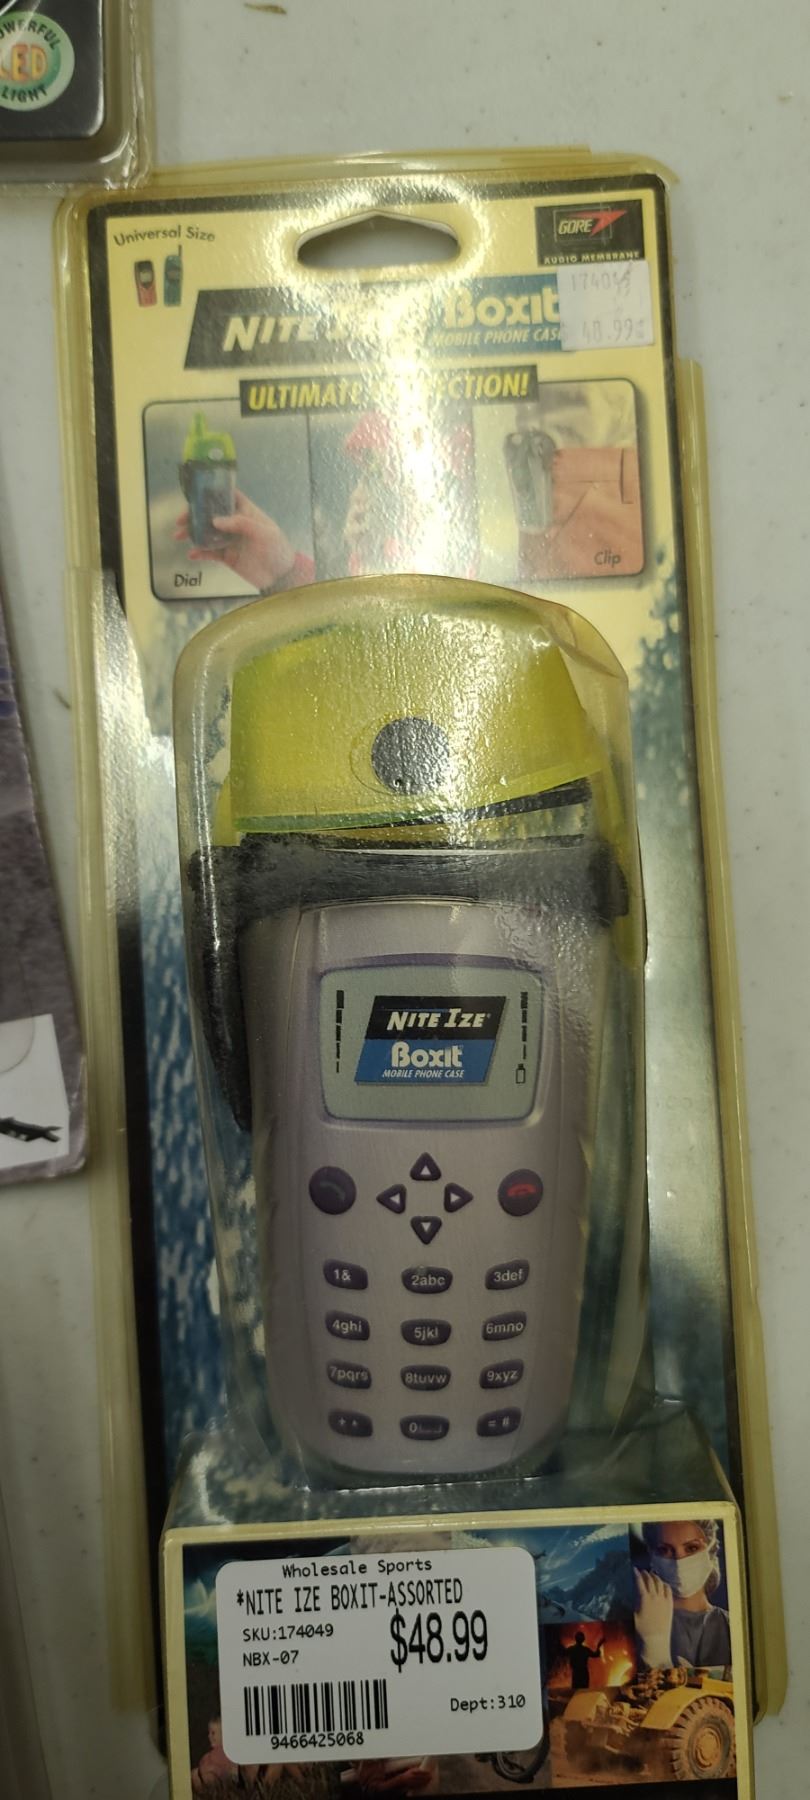 POWERFUL
LED
LIGHT
Universal Size
GORE
AUDIO MEMBRANE
174049
48.99
NITE Boxit
MOBILE PHONE CASE
ULTIMATE
Dial
Clip
NITE IZE
Boxit
MOBILE PHONE CASE
1& 2abc 3def
4ghi 5jkl 6mno
7pqrs 8tuvw 9xyz
+ * 0 = #
Wholesale Sports
*NITE IZE BOXIT-ASSORTED
SKU:174049
$48.99
NBX-07
Dept:310
9466425068